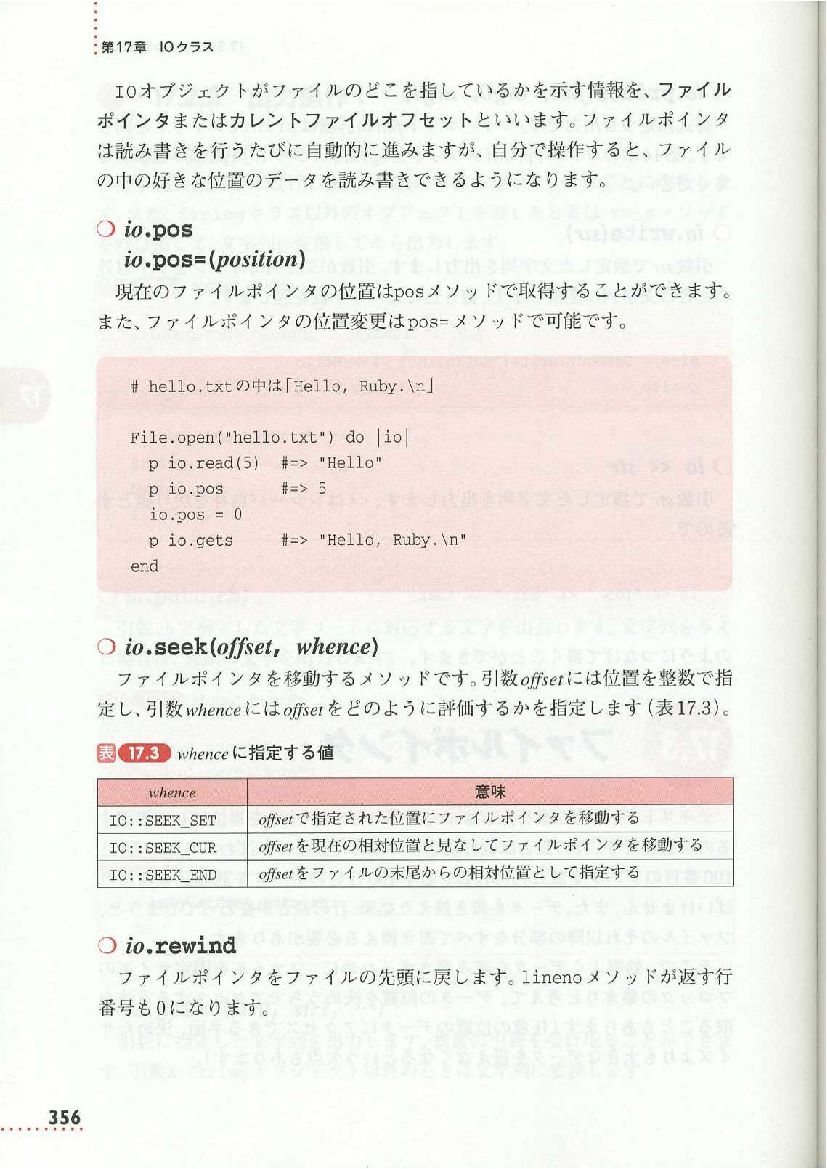 第17章 IOクラス
IOオブジェクトがファイルのどこを指しているかを示す情報を、ファイル
ポインタまたはカレントファイルオフセットといいます。ファイルポインタ
は読み書きを行うたびに自動的に進みますが、自分で操作すると、ファイル
の中の好きな位置のデータを読み書きできるようになります。
○ io.pos
io.pos=(position)
現在のファイルポインタの位置はposメソッドで取得することができます。
また、ファイルポインタの位置変更はpos=メソッドで可能です。
# hello.txtの中は「Hello, Ruby.\n」
File.open("hello.txt") do |io|
p io.read(5) #=> "Hello"
p io.pos #=> 5
io.pos = 0
p io.gets #=> "Hello, Ruby.\n"
end
○ io.seek(offset, whence)
ファイルポインタを移動するメソッドです。引数offsetには位置を整数で指
定し、引数whenceにはoffsetをどのように評価するかを指定します(表17.3)。
表 17.3 whenceに指定する値
whence 意味
IO::SEEK_SET offsetで指定された位置にファイルポインタを移動する
IO::SEEK_CUR offsetを現在の相対位置と見なしてファイルポインタを移動する
IO::SEEK_END offsetをファイルの末尾からの相対位置として指定する
○ io.rewind
ファイルポインタをファイルの先頭に戻します。linenoメソッドが返す行
番号も0になります。
356